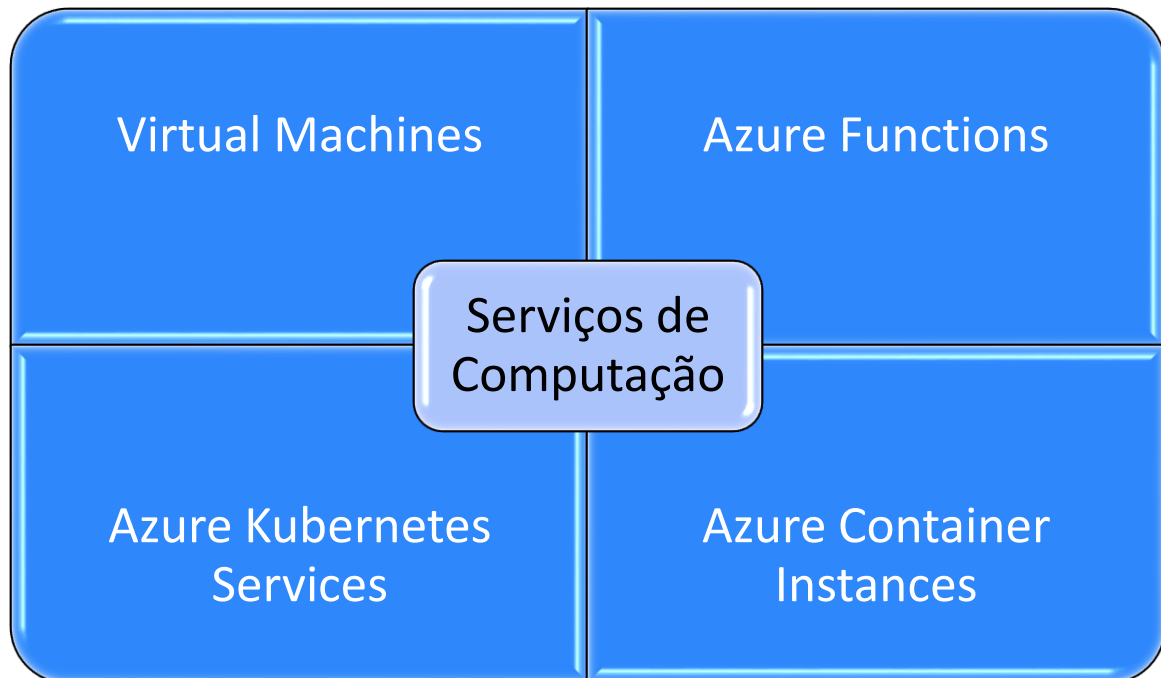 Virtual Machines
Azure Functions
Serviços de
Computação
Azure Kubernetes
Services
Azure Container
Instances